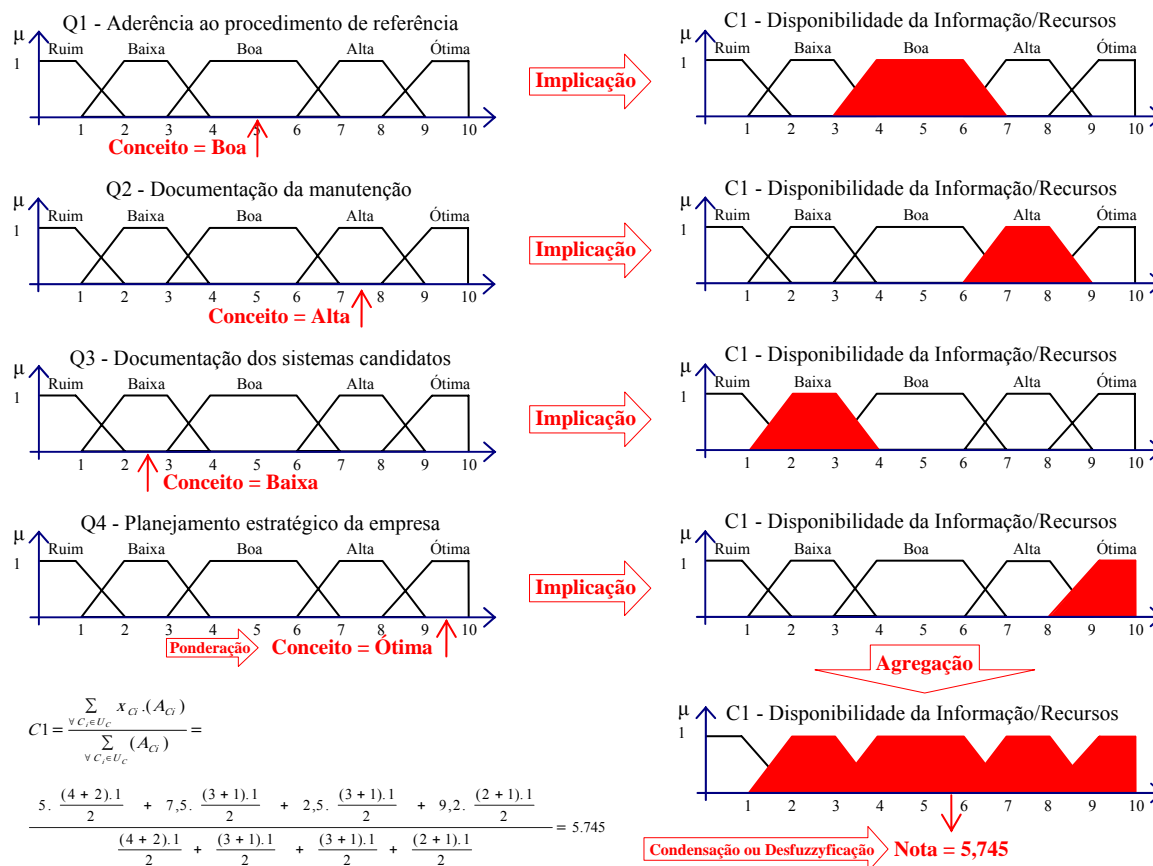 Q1 - Aderência ao procedimento de referência
μ
Ruim Baixa Boa Alta Ótima
1
1 2 3 4 5 6 7 8 9 10
Conceito = Boa
Implicação
C1 - Disponibilidade da Informação/Recursos
μ
Ruim Baixa Boa Alta Ótima
1
1 2 3 4 5 6 7 8 9 10
Q2 - Documentação da manutenção
μ
Ruim Baixa Boa Alta Ótima
1
1 2 3 4 5 6 7 8 9 10
Conceito = Alta
Implicação
C1 - Disponibilidade da Informação/Recursos
μ
Ruim Baixa Boa Alta Ótima
1
1 2 3 4 5 6 7 8 9 10
Q3 - Documentação dos sistemas candidatos
μ
Ruim Baixa Boa Alta Ótima
1
1 2 3 4 5 6 7 8 9 10
Conceito = Baixa
Implicação
C1 - Disponibilidade da Informação/Recursos
μ
Ruim Baixa Boa Alta Ótima
1
1 2 3 4 5 6 7 8 9 10
Q4 - Planejamento estratégico da empresa
μ
Ruim Baixa Boa Alta Ótima
1
1 2 3 4 5 6 7 8 9 10
Ponderação Conceito = Ótima
Implicação
C1 - Disponibilidade da Informação/Recursos
μ
Ruim Baixa Boa Alta Ótima
1
1 2 3 4 5 6 7 8 9 10
Agregação
C1 - Disponibilidade da Informação/Recursos
μ
1
1 2 3 4 5 6 7 8 9 10
Condensação ou Desfuzzyficação Nota = 5,745
∑ x Ci .(A Ci )
∀ C i ∈U C
C1 = =
∑ (A Ci )
∀ C i ∈U C
5. (4 + 2).1 / 2 + 7,5. (3 + 1).1 / 2 + 2,5. (3 + 1).1 / 2 + 9,2. (2 + 1).1 / 2
= 5.745
(4 + 2).1 / 2 + (3 + 1).1 / 2 + (3 + 1).1 / 2 + (2 + 1).1 / 2